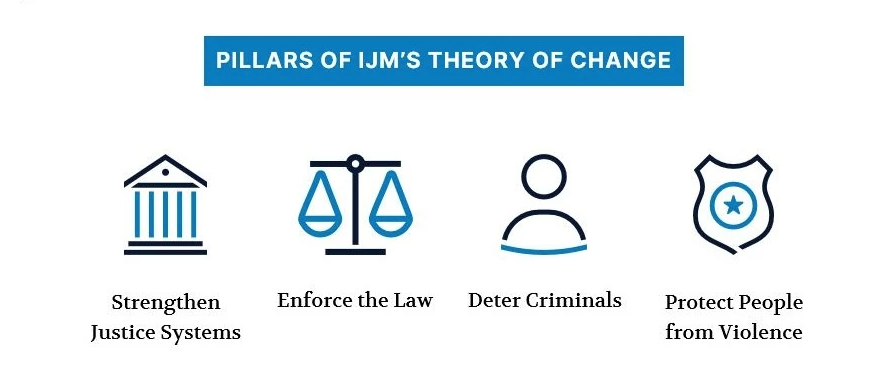 PILLARS OF IJM'S THEORY OF CHANGE
Strengthen
Justice Systems
Enforce the Law
Deter Criminals
Protect People
from Violence